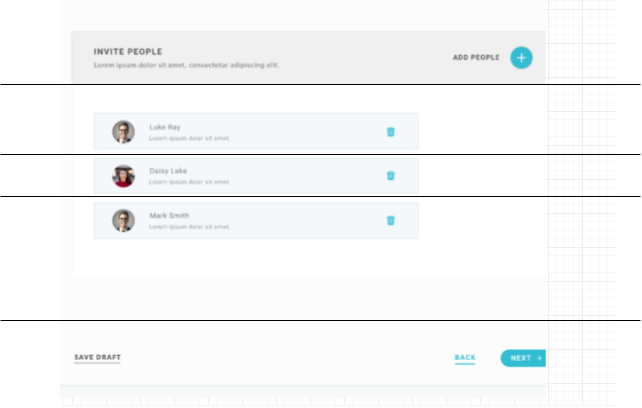 INVITE PEOPLE
Lorem ipsum dolor sit amet, consectetur adipiscing elit.
ADD PEOPLE
Luke Ray
Lorem ipsum dolor sit amet.
Daisy Lake
Lorem ipsum dolor sit amet.
Mark Smith
Lorem ipsum dolor sit amet.
SAVE DRAFT
BACK
NEXT →